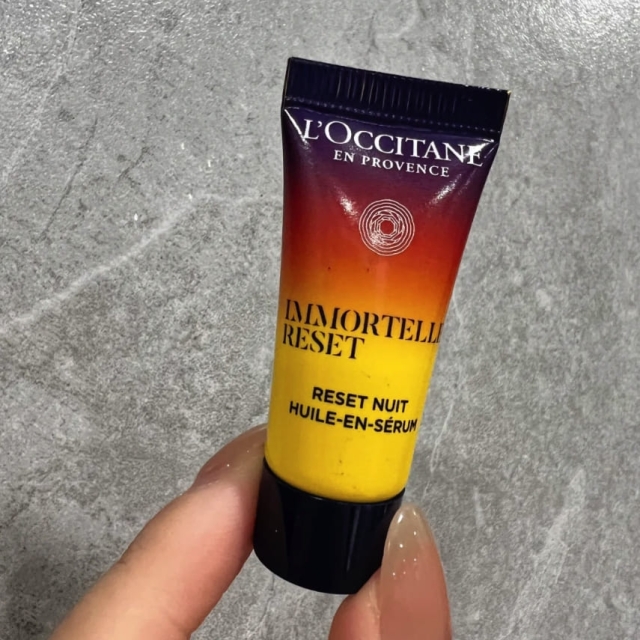 L'OCCITANE
EN PROVENCE
IMMORTELLE
RESET
RESET NUIT
HUILE-EN-SÉRUM